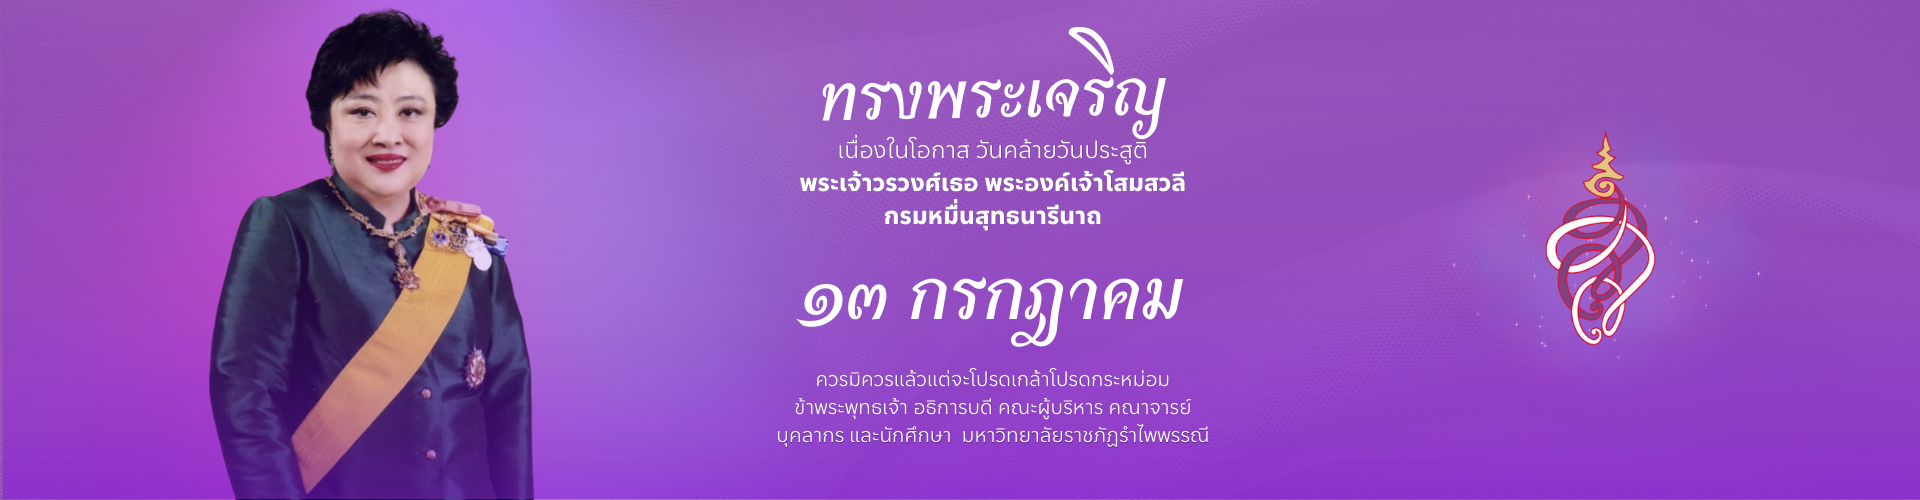 ทรงพระเจริญ
เนื่องในโอกาส วันคล้ายวันประสูติ
พระเจ้าวรวงศ์เธอ พระองค์เจ้าโสมสวลี
กรมหมื่นสุทธนารีนาถ
๑๓ กรกฎาคม
ควรมิควรแล้วแต่จะโปรดเกล้าโปรดกระหม่อม
ข้าพระพุทธเจ้า อธิการบดี คณะผู้บริหาร คณาจารย์
บุคลากร และนักศึกษา มหาวิทยาลัยราชภัฏรำไพพรรณี